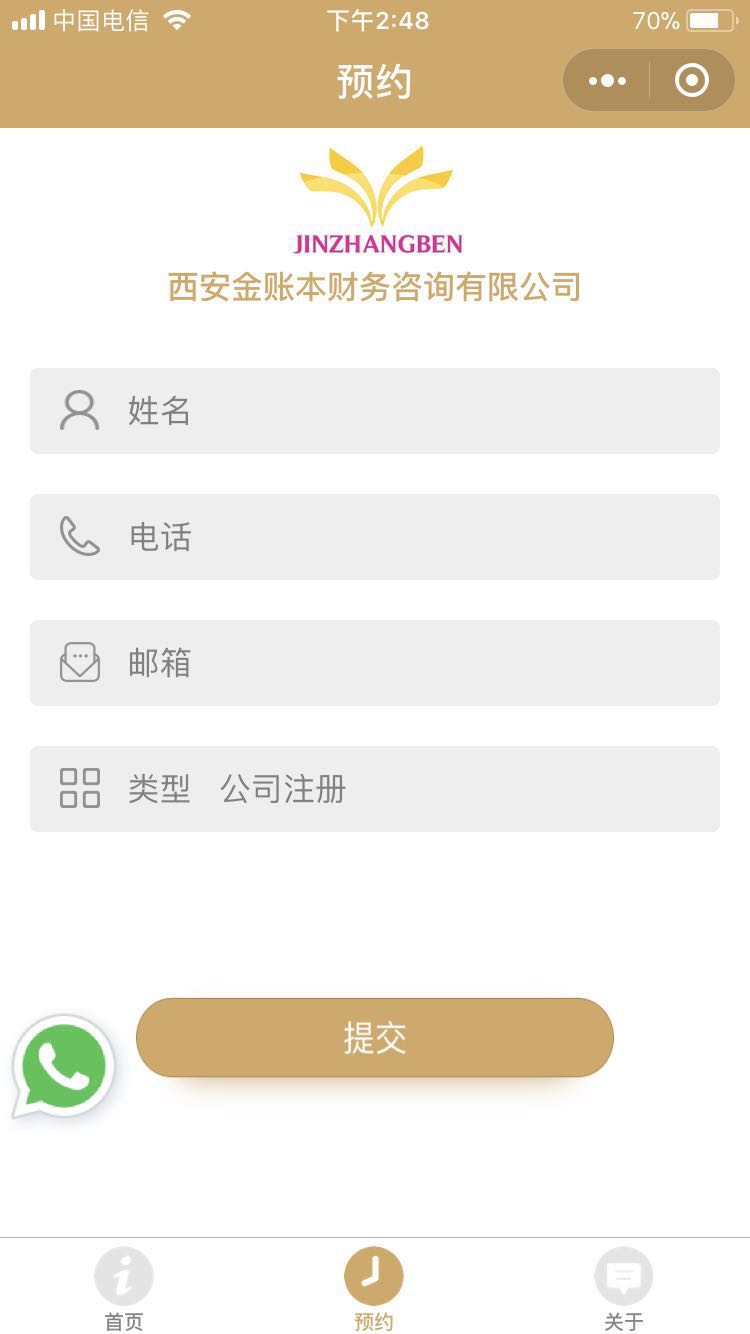 中国电信 下午2:48 70%
预约
JINZHANGBEN
西安金账本财务咨询有限公司
姓名
电话
邮箱
类型 公司注册
提交
首页 预约 关于